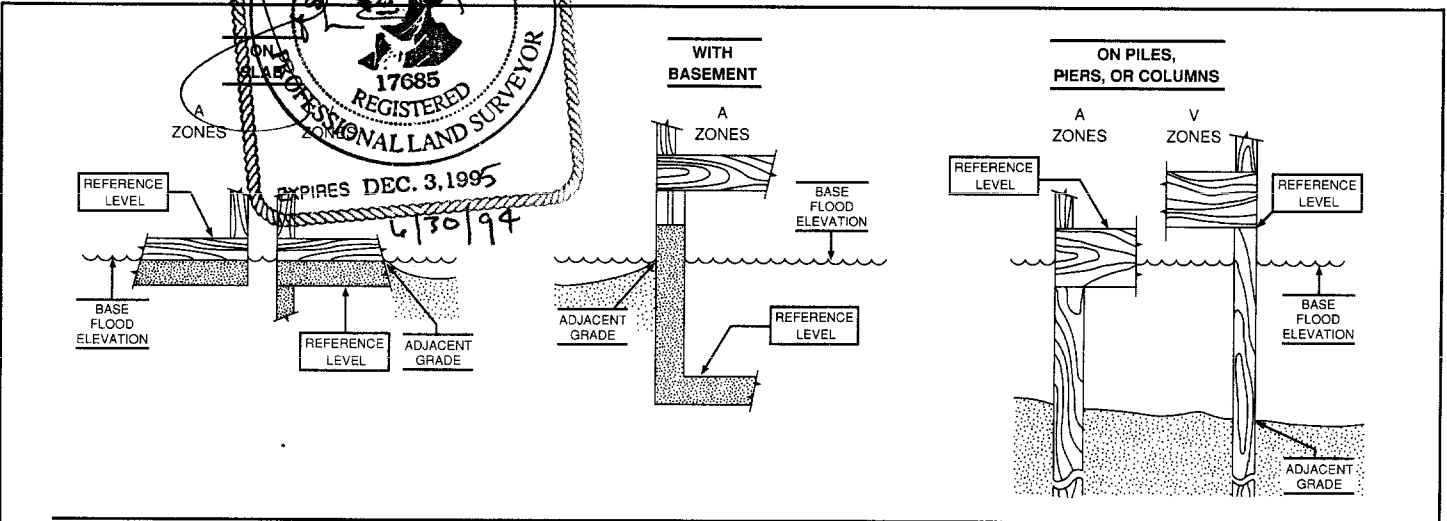 ON
SLAB
A
ZONES
ZONES
17685
REGISTERED
PROFESSIONAL LAND SURVEYOR
EXPIRES DEC. 3, 1995
6/30/94
REFERENCE
LEVEL
BASE
FLOOD
ELEVATION
REFERENCE
LEVEL
ADJACENT
GRADE
WITH
BASEMENT
A
ZONES
BASE
FLOOD
ELEVATION
ADJACENT
GRADE
REFERENCE
LEVEL
ON PILES,
PIERS, OR COLUMNS
A
ZONES
V
ZONES
REFERENCE
LEVEL
REFERENCE
LEVEL
BASE
FLOOD
ELEVATION
ADJACENT
GRADE